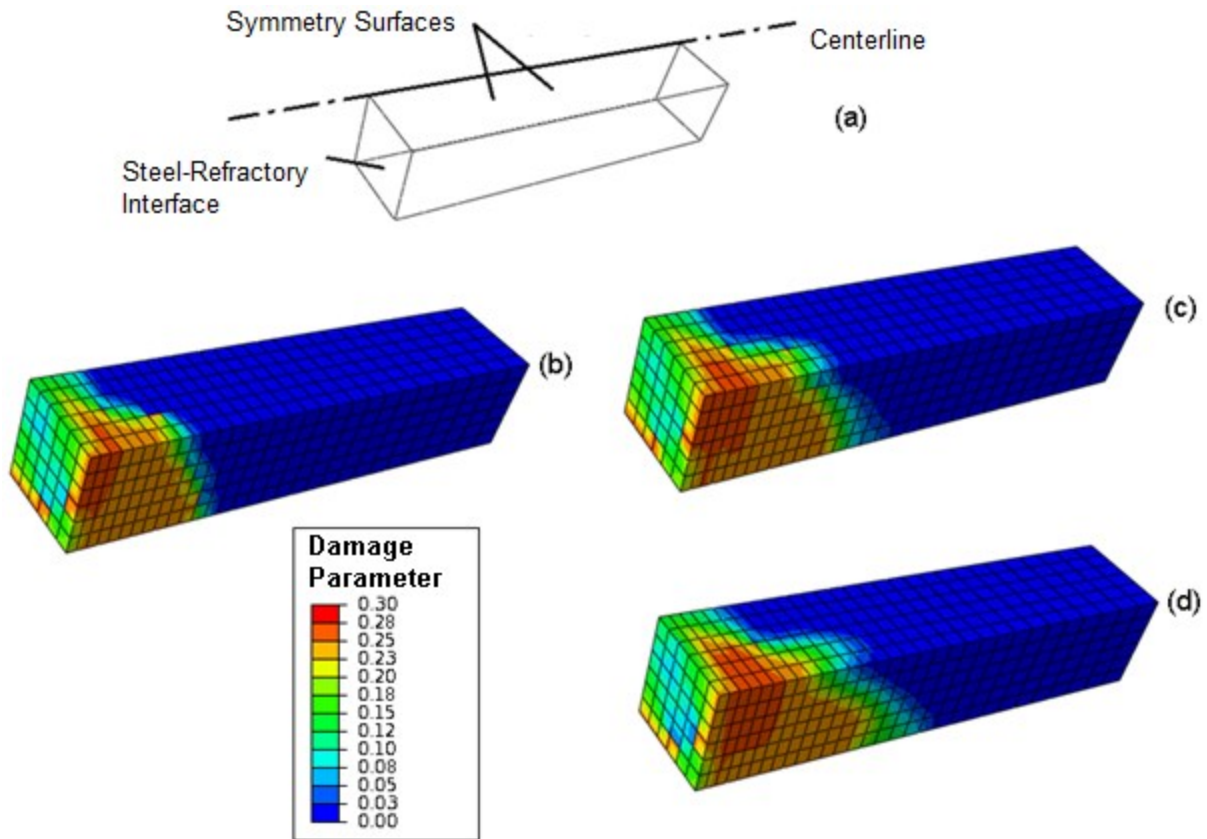 Symmetry Surfaces
Centerline
(a)
Steel-Refractory
Interface
(b)
(c)
(d)
Damage
Parameter
0.30
0.28
0.25
0.23
0.20
0.18
0.15
0.12
0.10
0.08
0.05
0.03
0.00